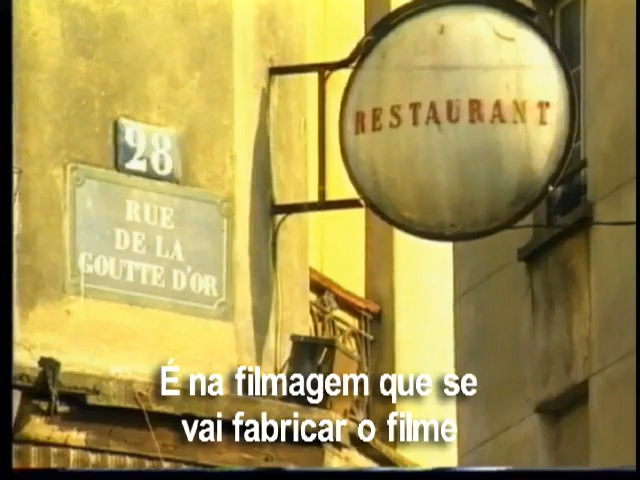 RESTAURANT
28
RUE
DE LA
GOUTTE D'OR
É na filmagem que se
vai fabricar o filme